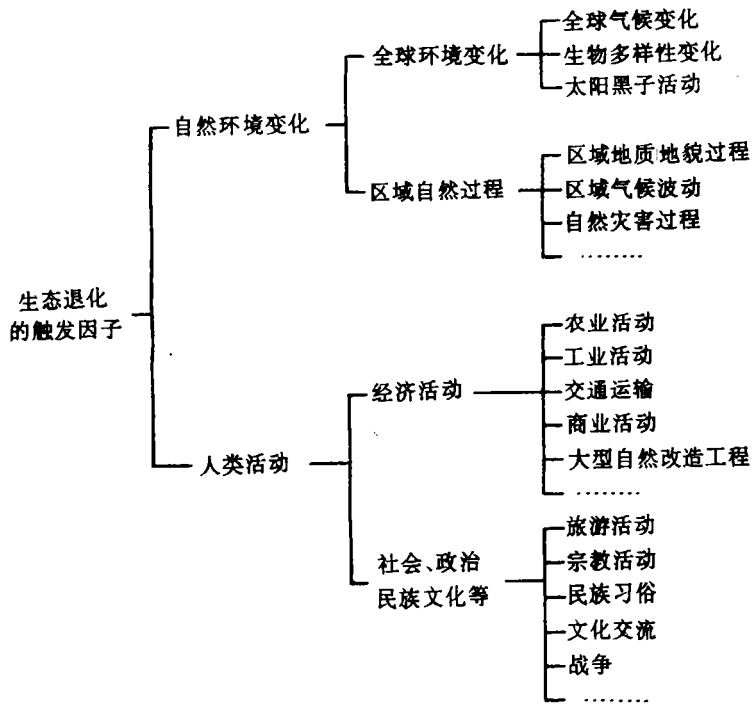 全球气候变化
全球环境变化
生物多样性变化
太阳黑子活动
自然环境变化
区域地质地貌过程
区域自然过程
区域气候波动
自然灾害过程
………
生态退化
的触发因子
农业活动
工业活动
经济活动
交通运输
商业活动
人类活动
大型自然改造工程
………
旅游活动
社会、政治
民族文化等
宗教活动
民族习俗
文化交流
战争
………